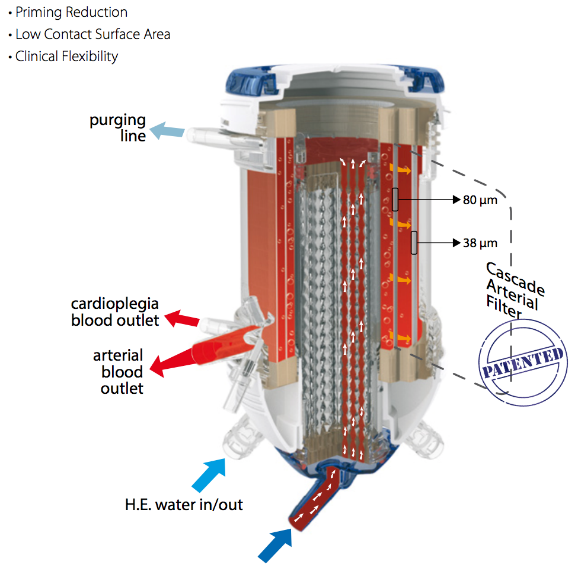 • Priming Reduction
• Low Contact Surface Area
• Clinical Flexibility
purging
line
80 µm
38 µm
Cascade
Arterial
Filter
PATENTED
cardioplegia
blood outlet
arterial
blood
outlet
H.E. water in/out